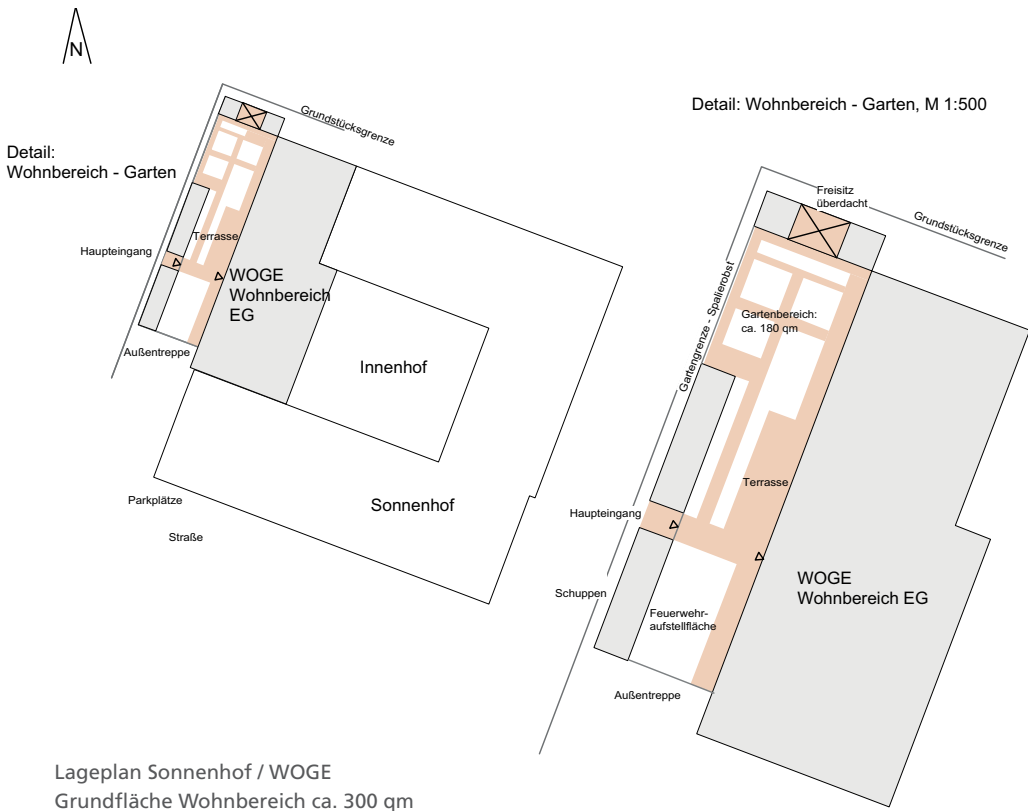 N
Grundstücksgrenze
Detail:
Wohnbereich - Garten
Haupteingang
Terrasse
WOGE
Wohnbereich
EG
Außentreppe
Innenhof
Sonnenhof
Parkplätze
Straße
Detail: Wohnbereich - Garten, M 1:500
Freisitz
überdacht
Grundstücksgrenze
Gartengrenze - Spalierobst
Gartenbereich:
ca. 180 qm
Terrasse
Haupteingang
WOGE
Wohnbereich EG
Schuppen
Feuerwehr-
aufstellfläche
Außentreppe
Lageplan Sonnenhof / WOGE
Grundfläche Wohnbereich ca. 300 qm